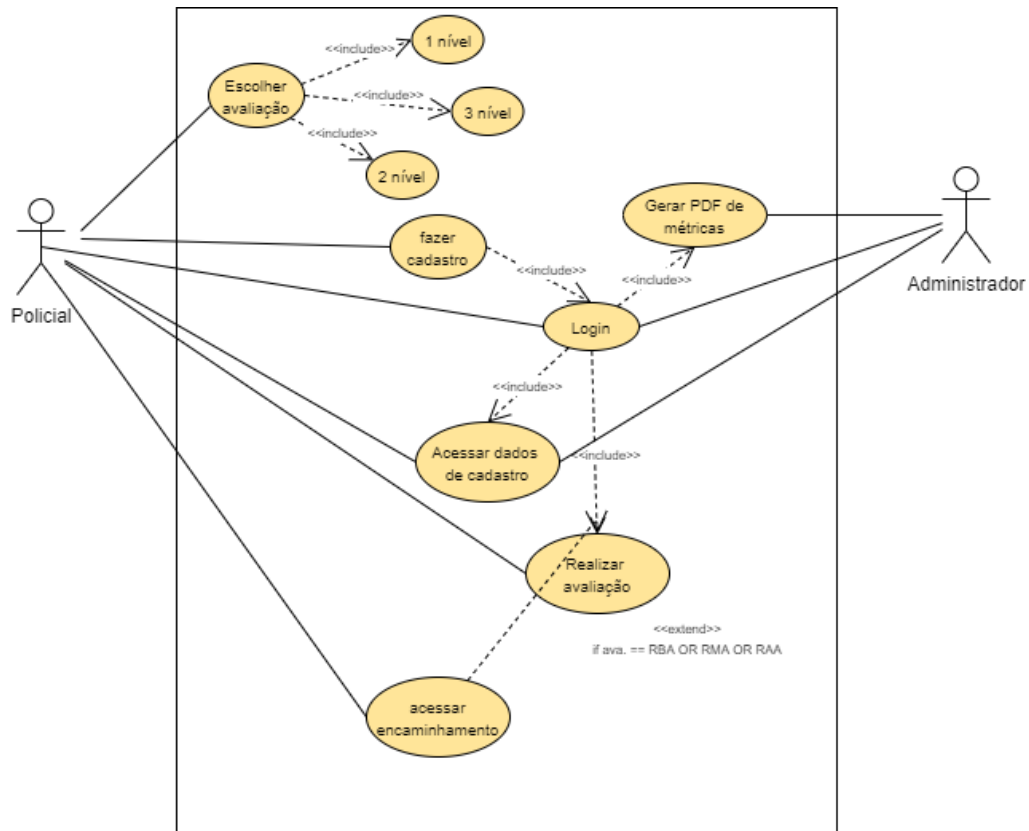 <<include>>
1 nível
Escolher
avaliação
<<include>>
3 nível
<<include>>
2 nível
Gerar PDF de
métricas
fazer
cadastro
<<include>>
<<include>>
Policial
Administrador
Login
<<include>>
Acessar dados
de cadastro
<<include>>
Realizar
avaliação
<<extend>>
if ava. == RBA OR RMA OR RAA
acessar
encaminhamento